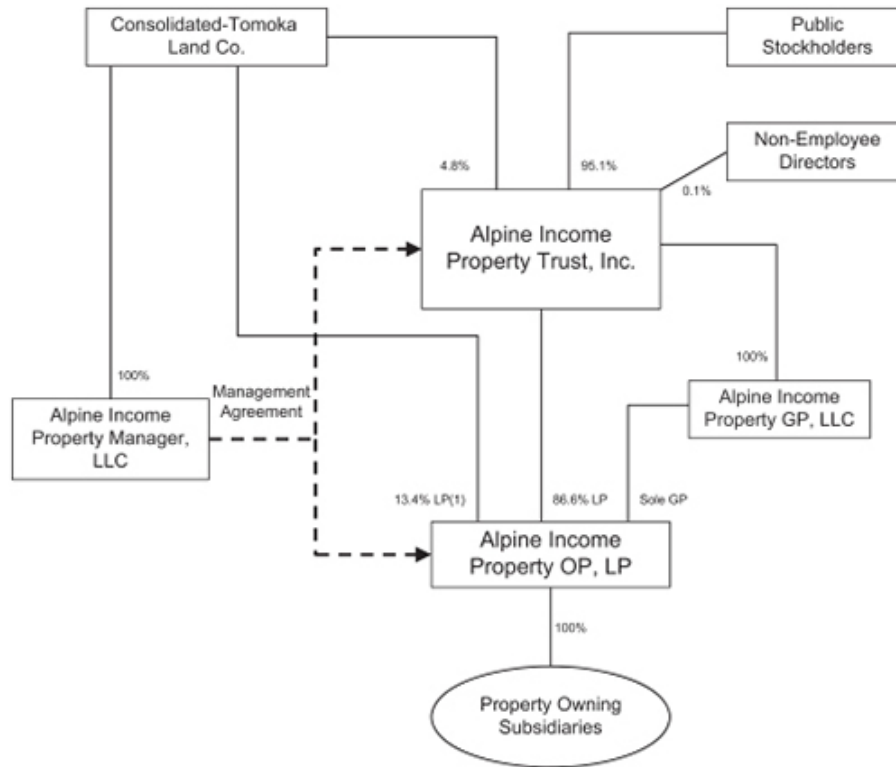 Consolidated-Tomoka
Land Co.
Public
Stockholders
Non-Employee
Directors
4.8%
95.1%
0.1%
Alpine Income
Property Trust, Inc.
100%
100%
Management
Agreement
Alpine Income
Property GP, LLC
Alpine Income
Property Manager,
LLC
13.4% LP(1)
86.6% LP
Sole GP
Alpine Income
Property OP, LP
100%
Property Owning
Subsidiaries